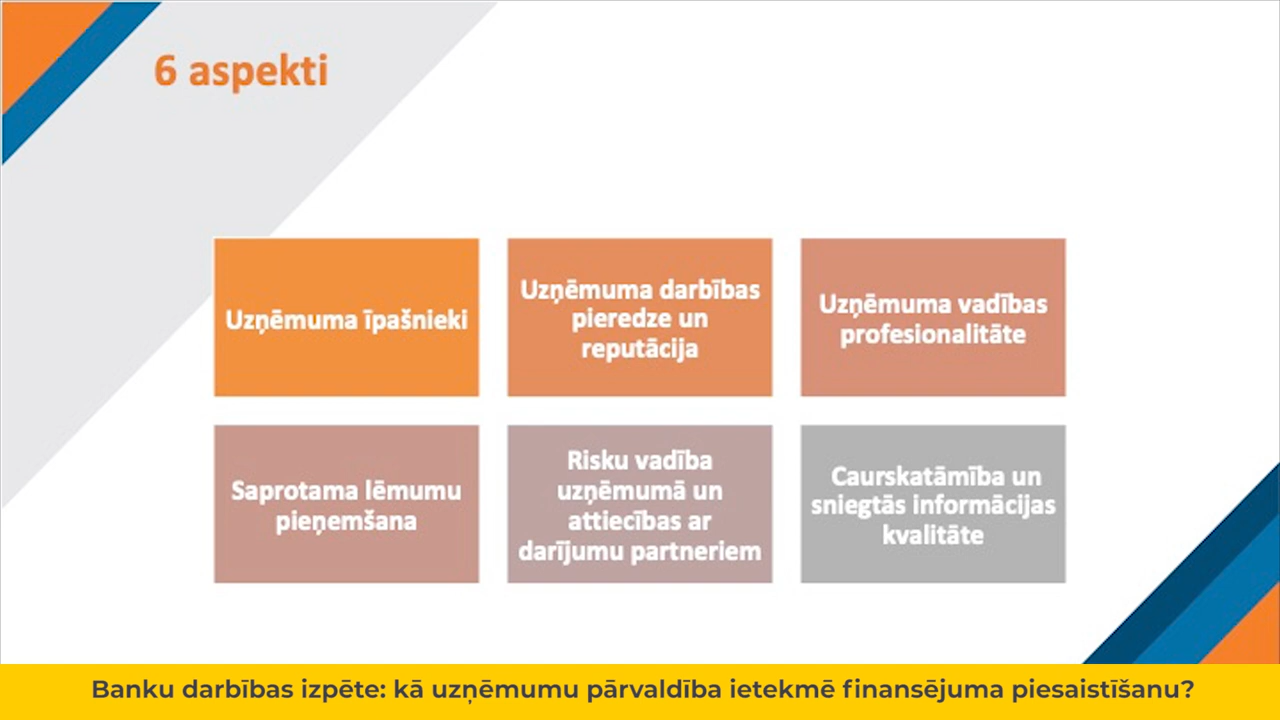 6 aspekti
Uzņēmuma īpašnieki
Uzņēmuma darbības
pieredze un
reputācija
Uzņēmuma vadības
profesionalitāte
Saprotama lēmumu
pieņemšana
Risku vadība
uzņēmumā un
attiecības ar
darījumu partneriem
Caurskatāmība un
sniegtās informācijas
kvalitāte
Banku darbības izpēte: kā uzņēmumu pārvaldība ietekmē finansējuma piesaistīšanu?